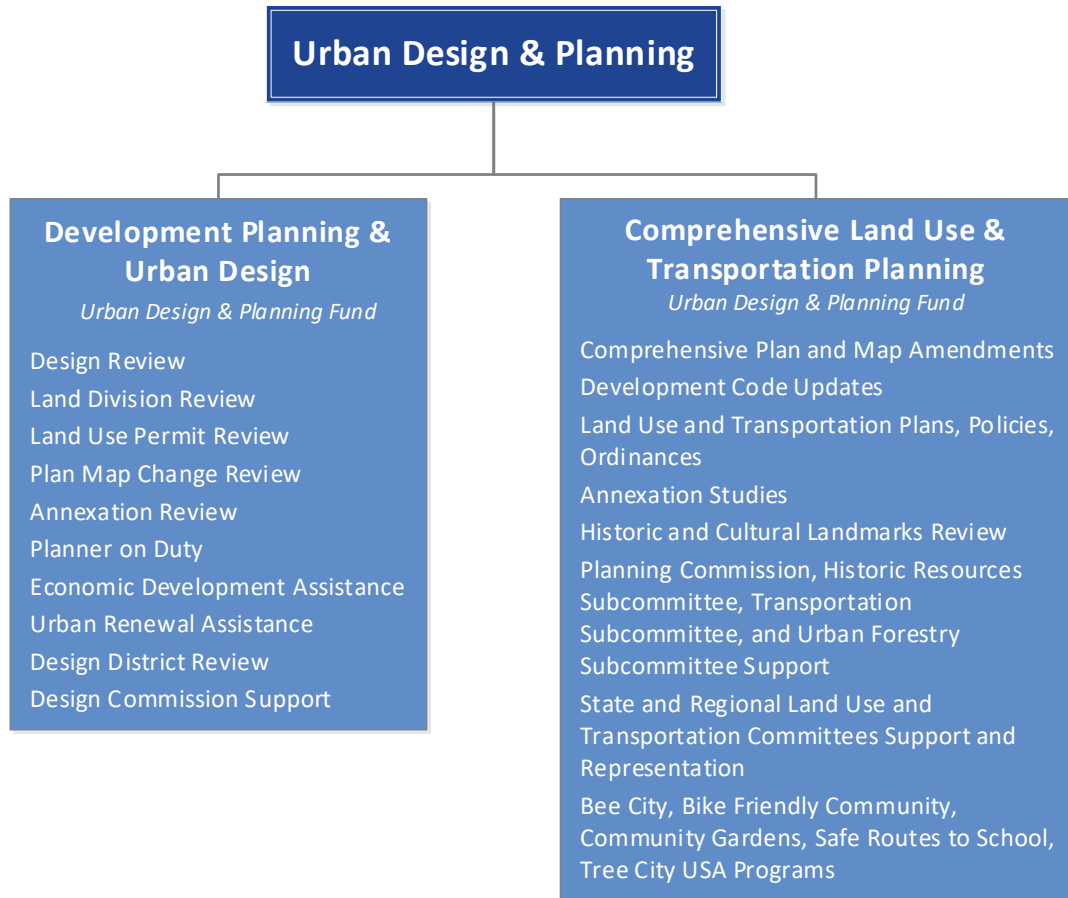 Urban Design & Planning
Development Planning &
Urban Design
Urban Design & Planning Fund
Design Review
Land Division Review
Land Use Permit Review
Plan Map Change Review
Annexation Review
Planner on Duty
Economic Development Assistance
Urban Renewal Assistance
Design District Review
Design Commission Support
Comprehensive Land Use &
Transportation Planning
Urban Design & Planning Fund
Comprehensive Plan and Map Amendments
Development Code Updates
Land Use and Transportation Plans, Policies,
Ordinances
Annexation Studies
Historic and Cultural Landmarks Review
Planning Commission, Historic Resources
Subcommittee, Transportation
Subcommittee, and Urban Forestry
Subcommittee Support
State and Regional Land Use and
Transportation Committees Support and
Representation
Bee City, Bike Friendly Community,
Community Gardens, Safe Routes to School,
Tree City USA Programs